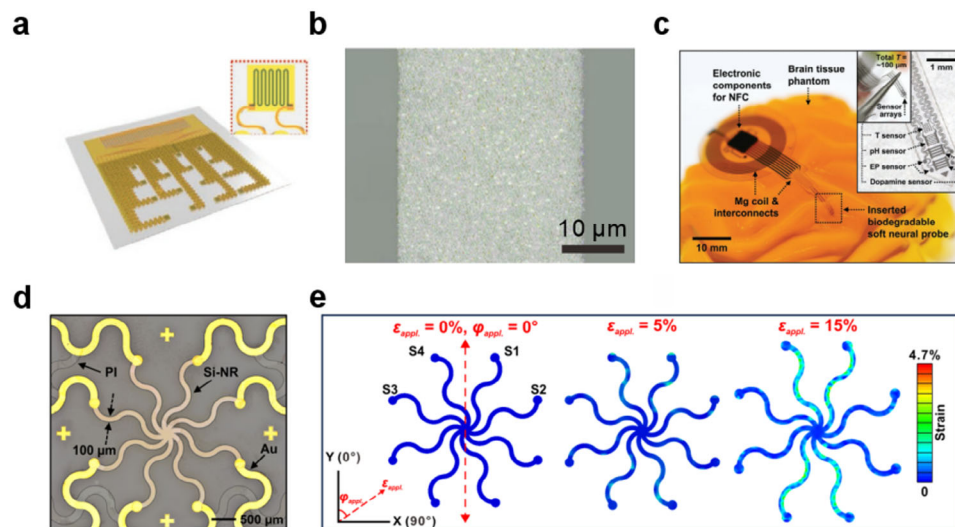 a
b
10 μm
c
Electronic
components
for NFC
Brain tissue
phantom
Total T =
~100 μm
1 mm
Sensor
arrays
T sensor
pH sensor
EP sensor
Dopamine sensor
Mg coil &
interconnects
Inserted
biodegradable
soft neural probe
10 mm
d
PI
Si-NR
100 μm
Au
500 μm
e
εappl. = 0%, φappl. = 0°
εappl. = 5%
εappl. = 15%
S4
S1
S3
S2
4.7%
Strain
0
Y (0°)
φappl.
εappl.
X (90°)